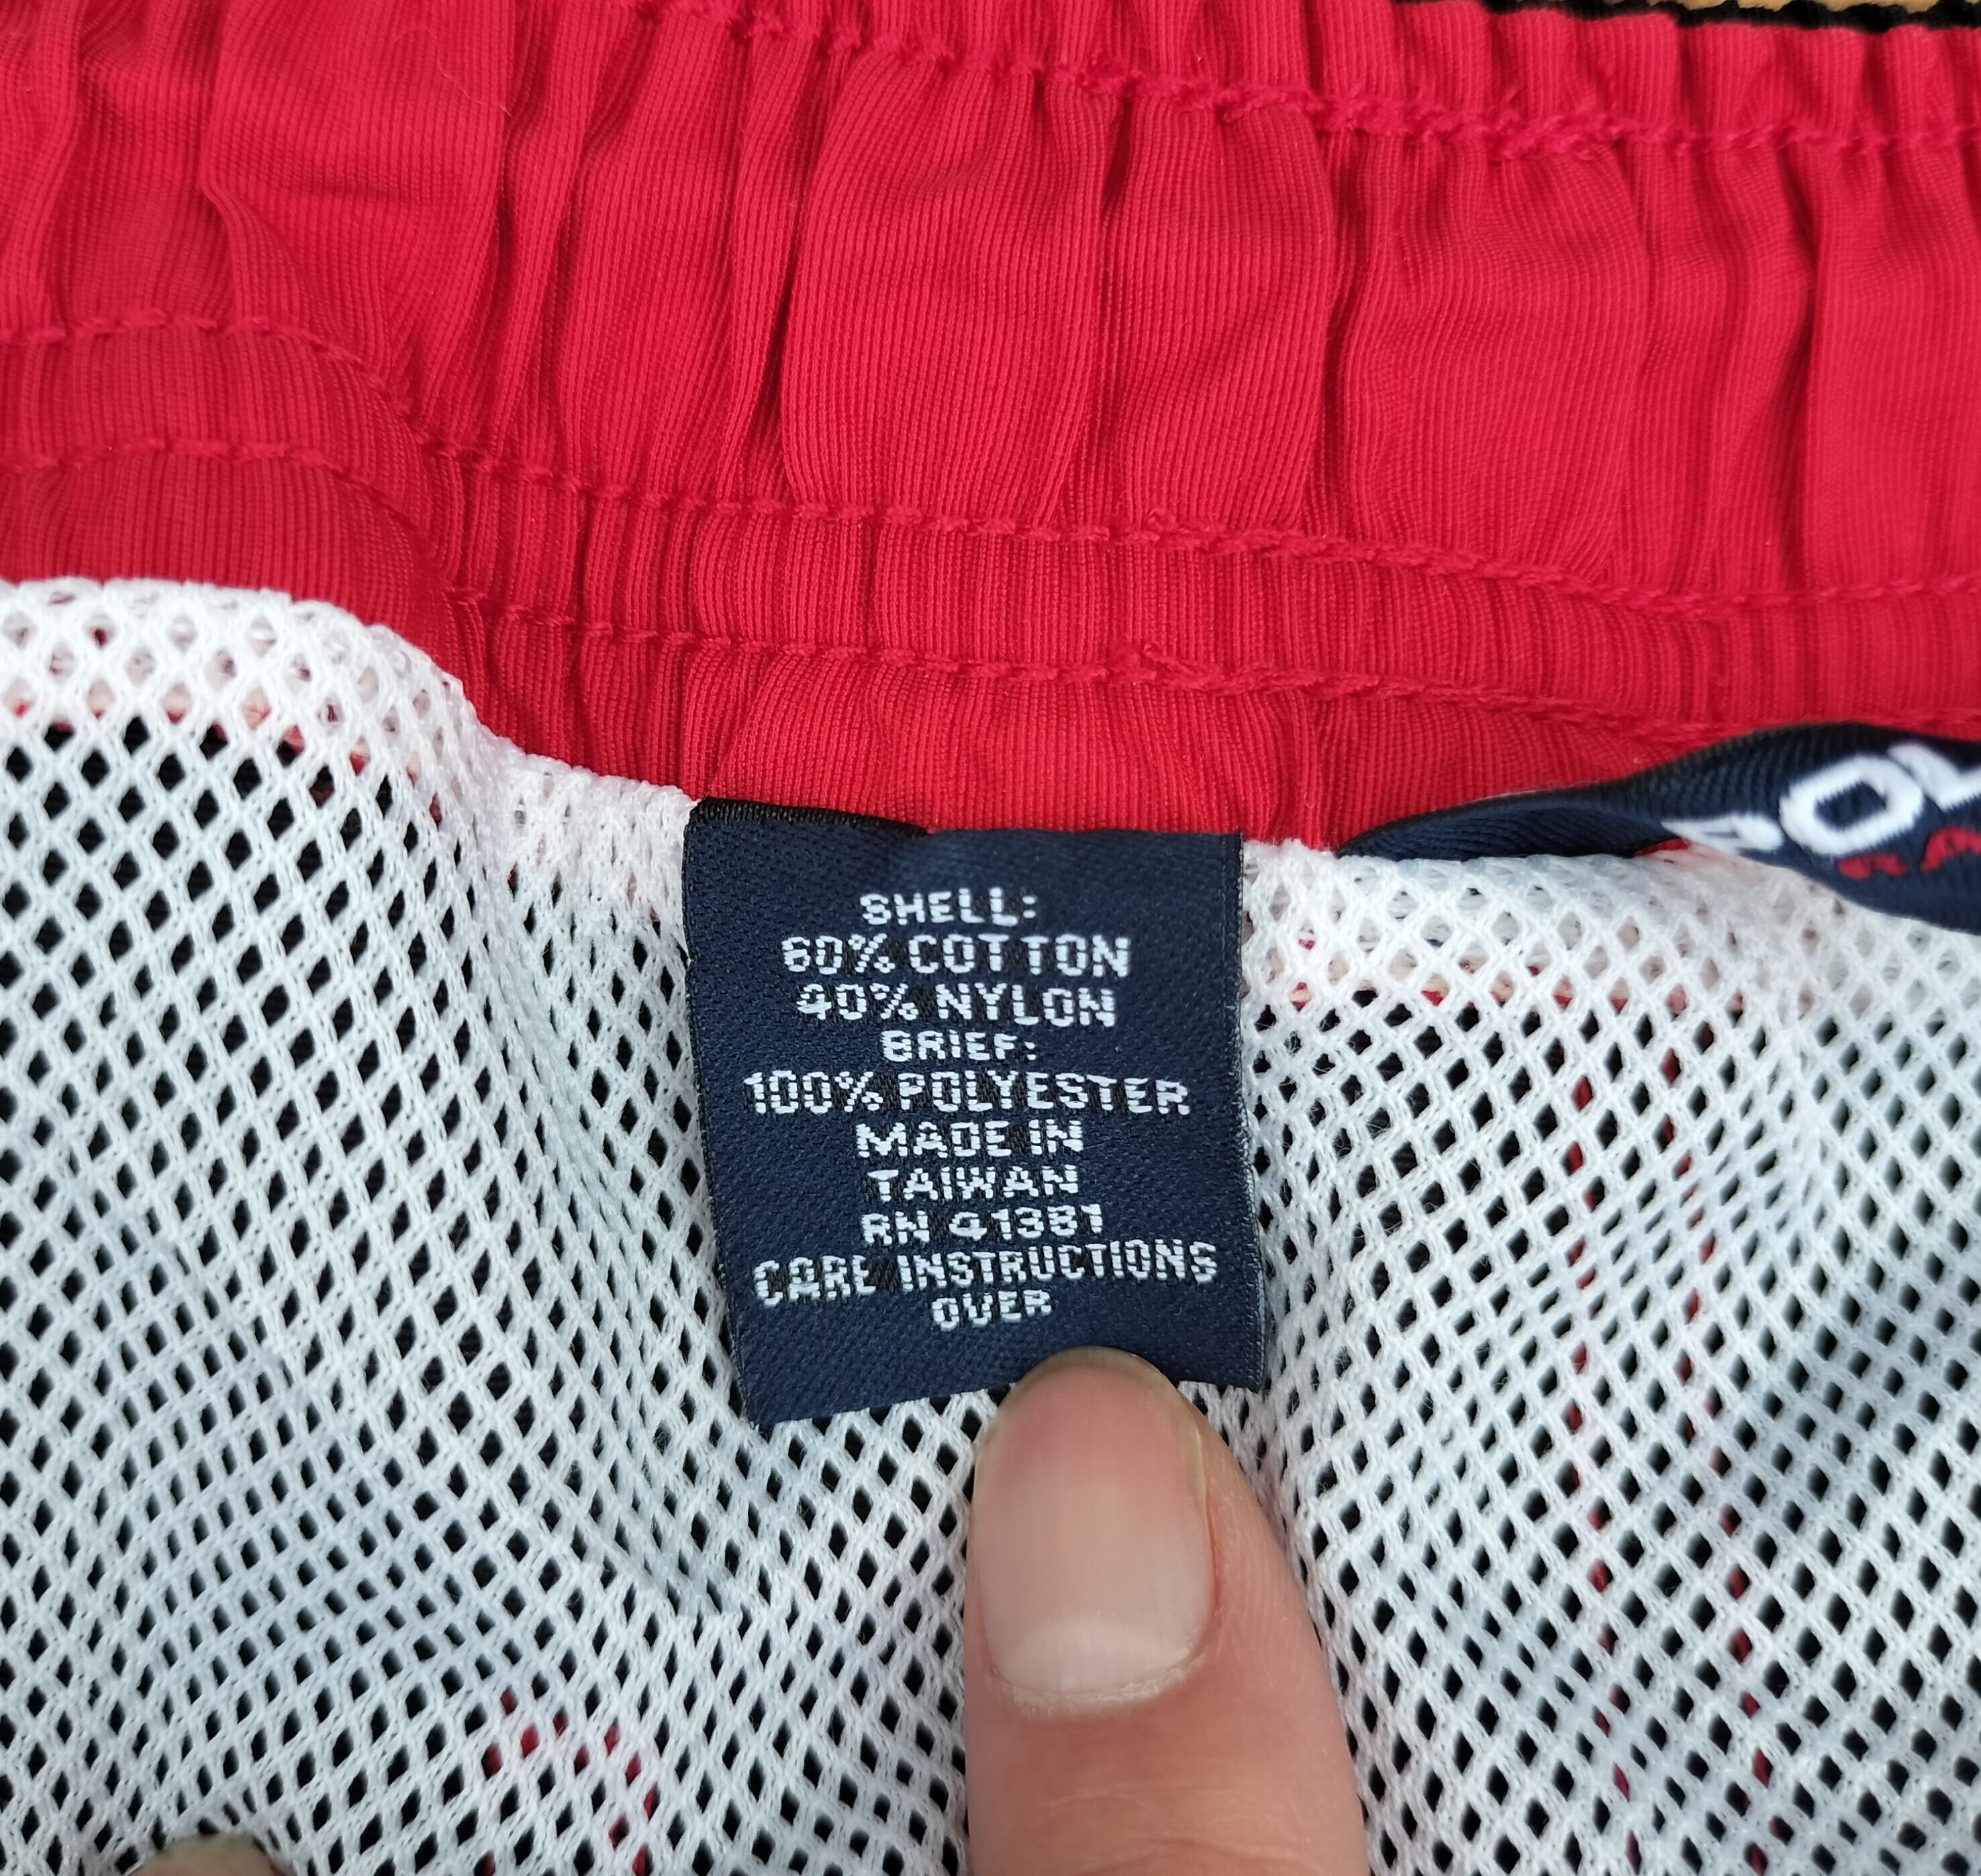 SHELL:
60% COTTON
40% NYLON
BRIEF:
100% POLYESTER
MADE IN
TAIWAN
RN 41381
CARE INSTRUCTIONS
OVER